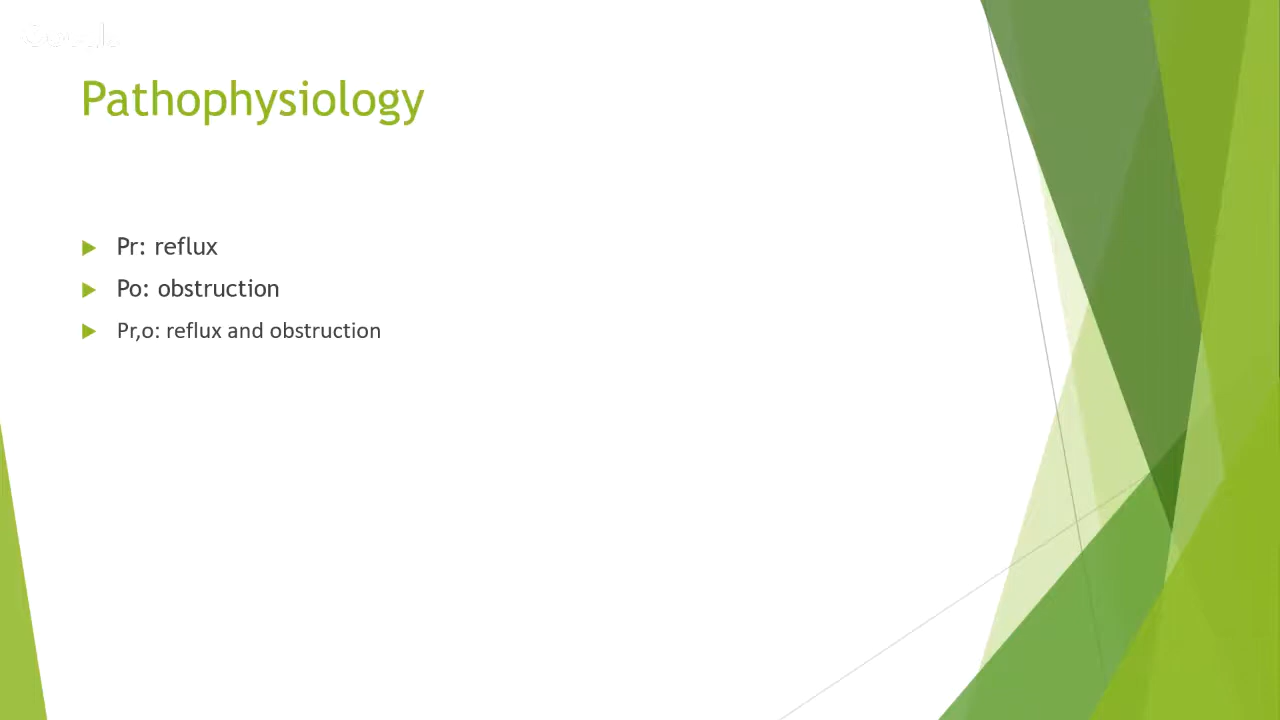 Pathophysiology
Pr: reflux
Po: obstruction
Pr,o: reflux and obstruction